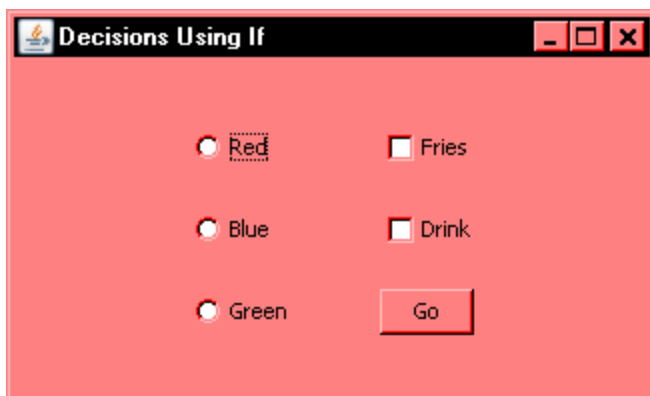 Decisions Using If
Red Fries
Blue Drink
Green Go